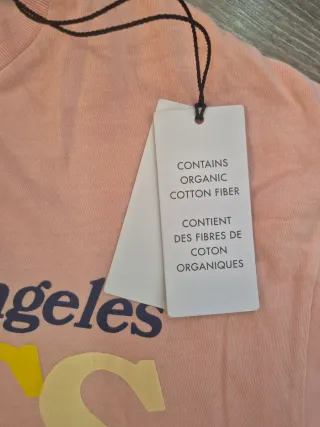 CONTAINS
ORGANIC
COTTON FIBER
CONTIENT
DES FIBRES DE
COTON
ORGANIQUES
ngeles